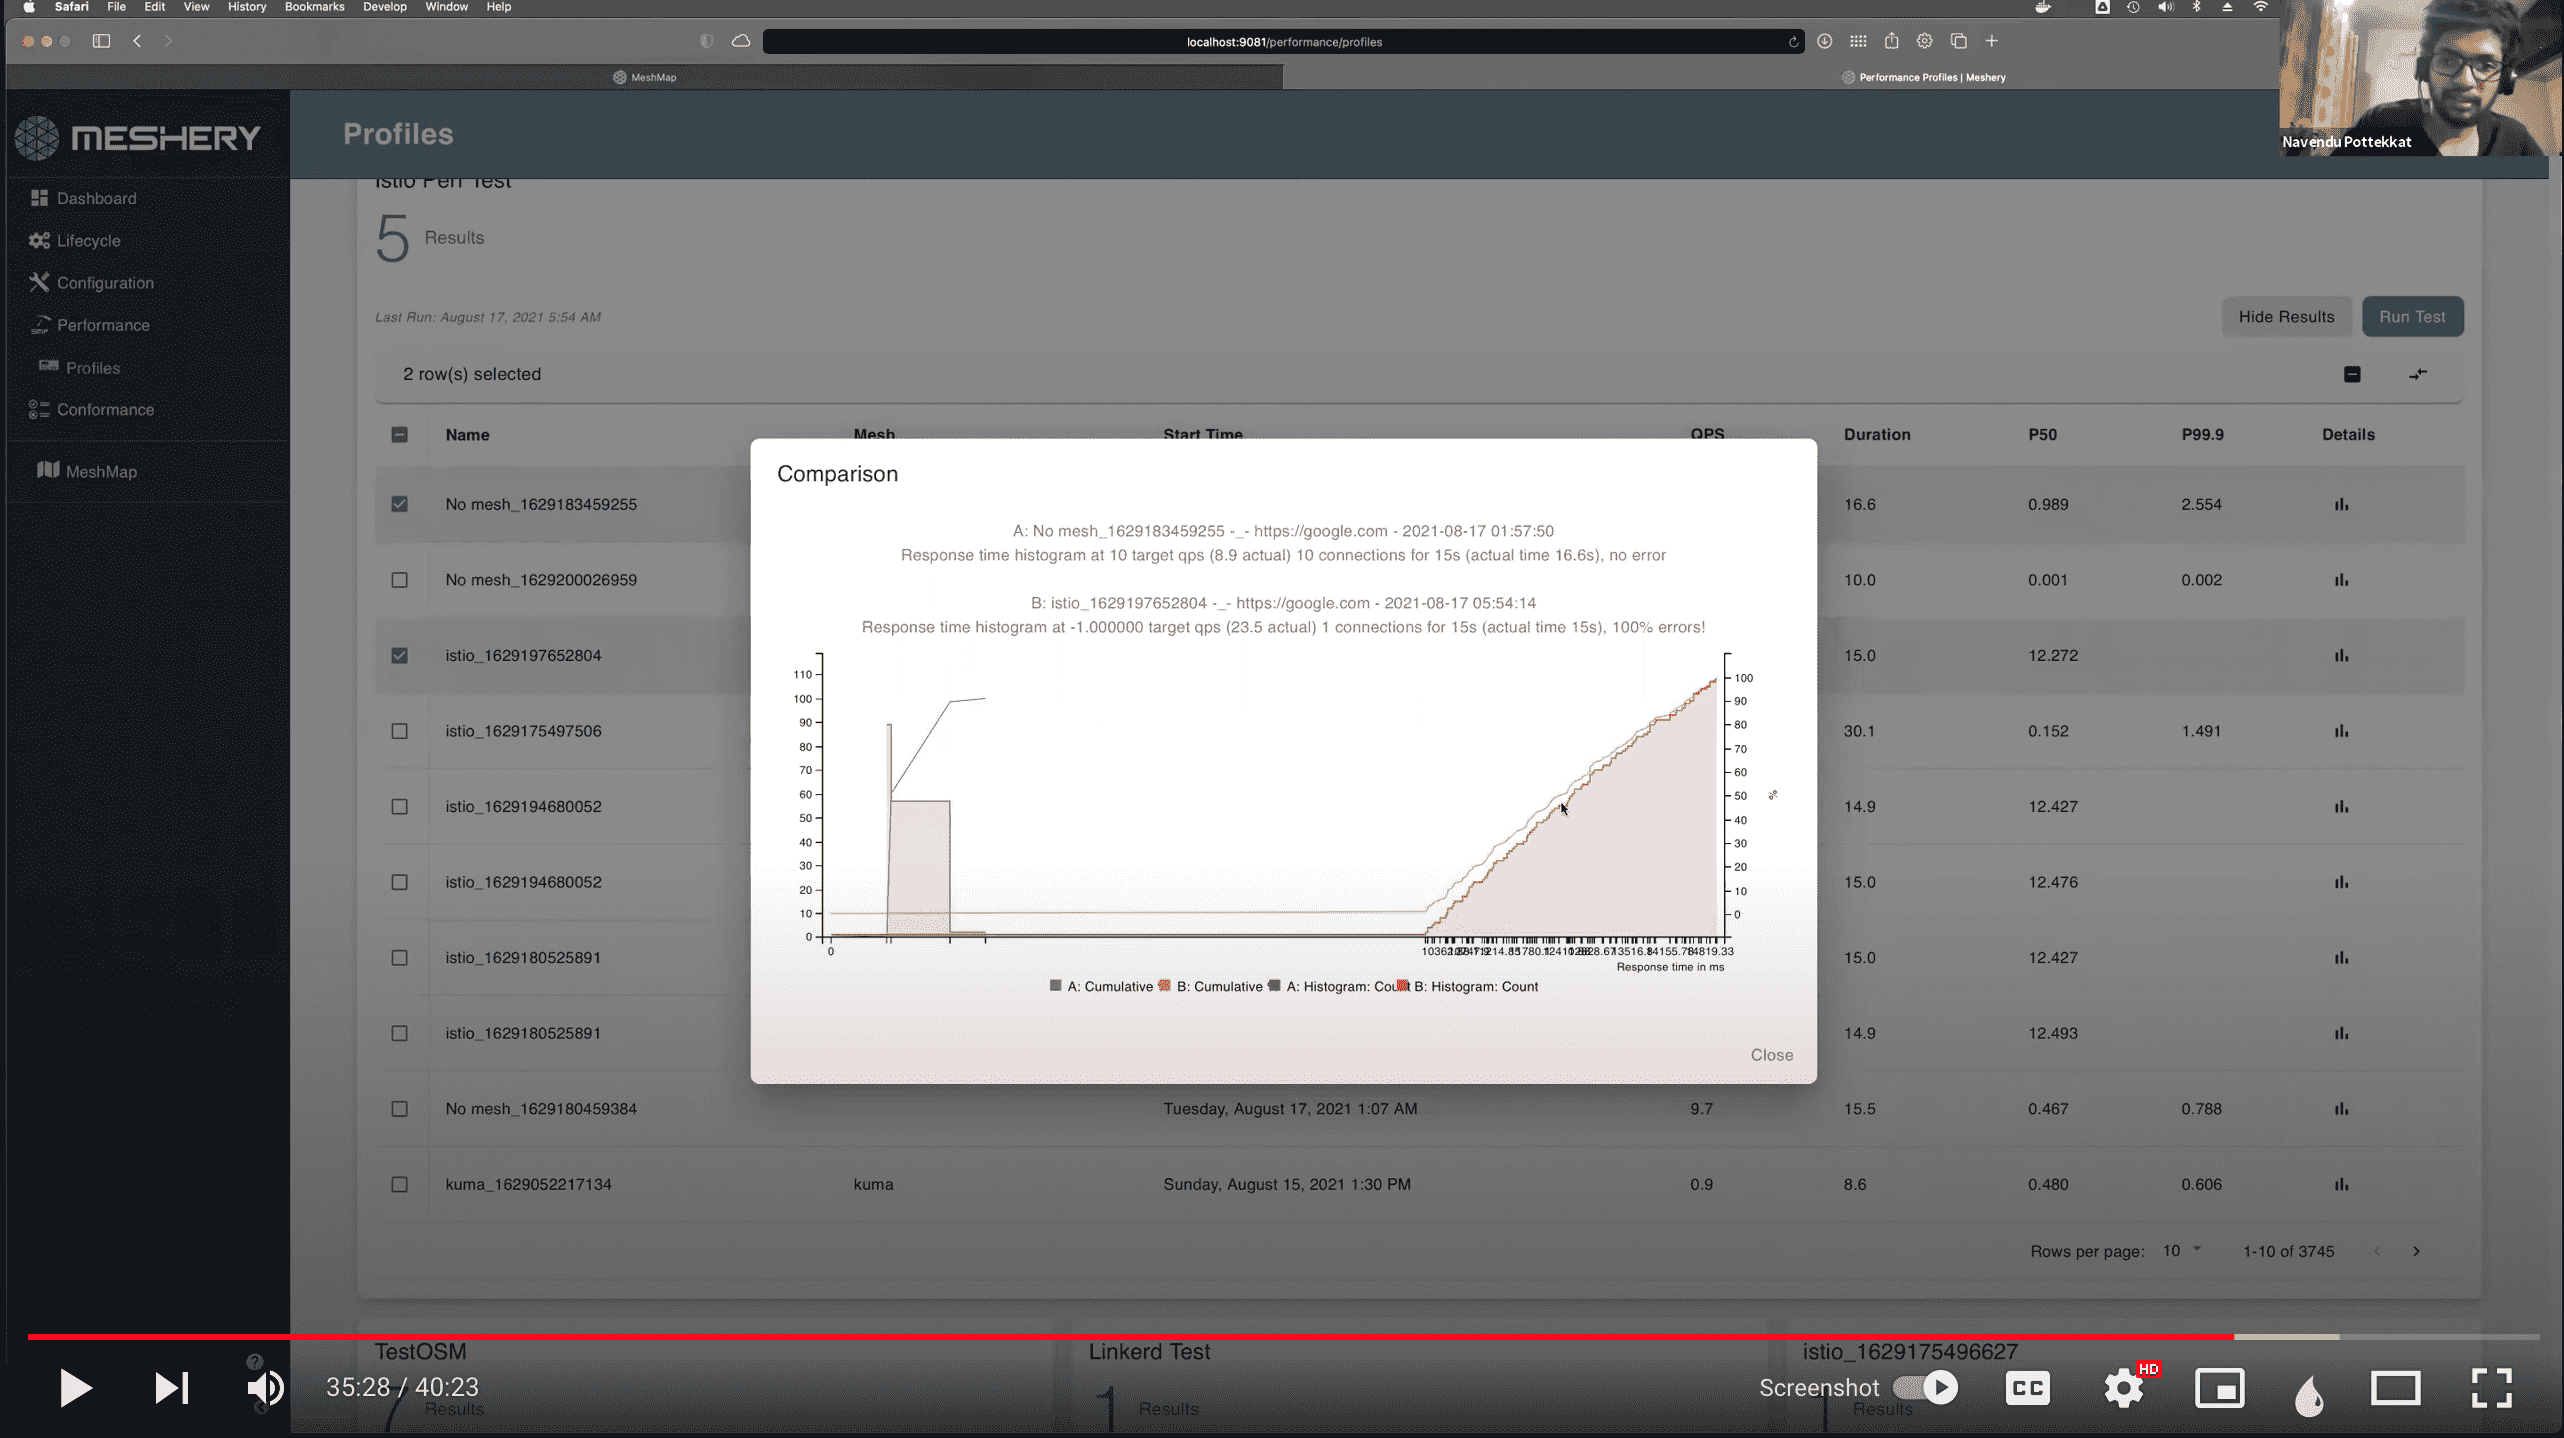 Safari File Edit View History Bookmarks Develop Window Help
localhost:9081/performance/profiles
MeshMap
Performance Profiles | Meshery
Navendu Pottekkat
MESHERY
Dashboard
Lifecycle
Configuration
Performance
Profiles
Conformance
MeshMap
Profiles
Istio Perf Test
5 Results
Last Run: August 17, 2021 5:54 AM
Hide Results
Run Test
2 row(s) selected
Name Mesh Start Time QPS Duration P50 P99.9 Details
No mesh_1629183459255 16.6 0.989 2.554
No mesh_1629200026959 10.0 0.001 0.002
istio_1629197652804 15.0 12.272
istio_1629175497506 30.1 0.152 1.491
istio_1629194680052 14.9 12.427
istio_1629194680052 15.0 12.476
istio_1629180525891 15.0 12.427
istio_1629180525891 14.9 12.493
No mesh_1629180459384 Tuesday, August 17, 2021 1:07 AM 9.7 15.5 0.467 0.788
kuma_1629052217134 kuma Sunday, August 15, 2021 1:30 PM 0.9 8.6 0.480 0.606
Rows per page: 10 1-10 of 3745
Comparison
A: No mesh_1629183459255 -_- https://google.com - 2021-08-17 01:57:50
Response time histogram at 10 target qps (8.9 actual) 10 connections for 15s (actual time 16.6s), no error
B: istio_1629197652804 -_- https://google.com - 2021-08-17 05:54:14
Response time histogram at -1.000000 target qps (23.5 actual) 1 connections for 15s (actual time 15s), 100% errors!
110
100
90
80
70
60
50
40
30
20
10
0
100
90
80
70
60
50
40
30
20
10
0
%
0
Response time in ms
A: Cumulative B: Cumulative A: Histogram: Cou B: Histogram: Count
Close
TestOSM
7 Results
Linkerd Test
1 Results
istio_1629175496627
1 Results
35:28 / 40:23
Screenshot
CC
HD